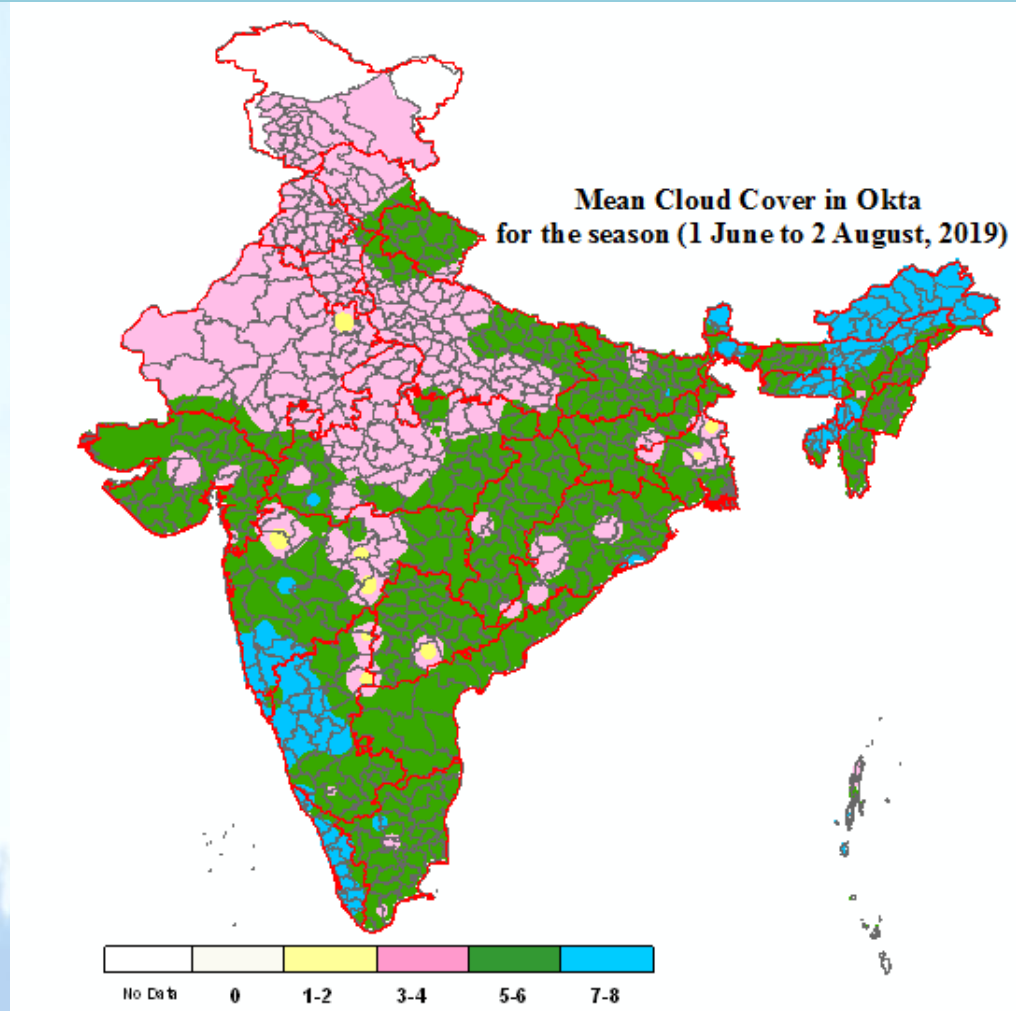 Mean Cloud Cover in Okta
for the season (1 June to 2 August, 2019)
No Data 0 1-2 3-4 5-6 7-8